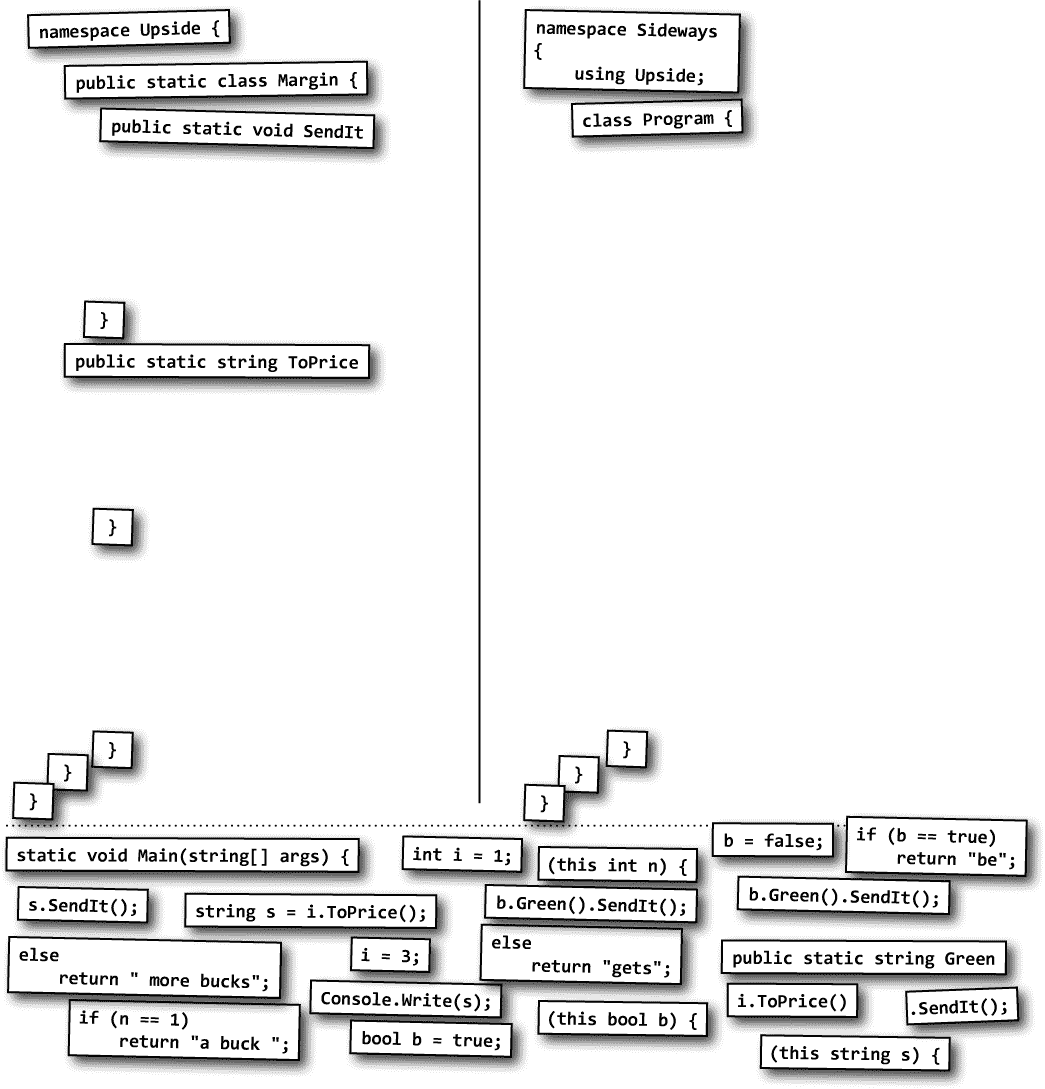 namespace Upside {
public static class Margin {
public static void SendIt
}
public static string ToPrice
}
}
}
}
namespace Sideways
{
using Upside;
class Program {
}
}
}
static void Main(string[] args) {
int i = 1;
(this int n) {
b = false;
if (b == true)
return "be";
s.SendIt();
string s = i.ToPrice();
b.Green().SendIt();
b.Green().SendIt();
else
return " more bucks";
i = 3;
else
return "gets";
public static string Green
Console.Write(s);
i.ToPrice()
.SendIt();
if (n == 1)
return "a buck ";
bool b = true;
(this bool b) {
(this string s) {